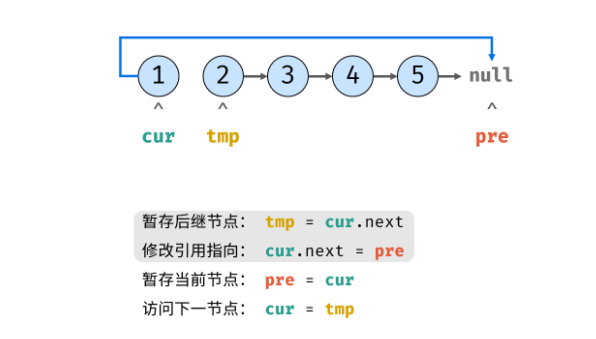 1 2 3 4 5 null
^ ^ ^
cur tmp pre
暂存后继节点： tmp = cur.next
修改引用指向： cur.next = pre
暂存当前节点： pre = cur
访问下一节点： cur = tmp